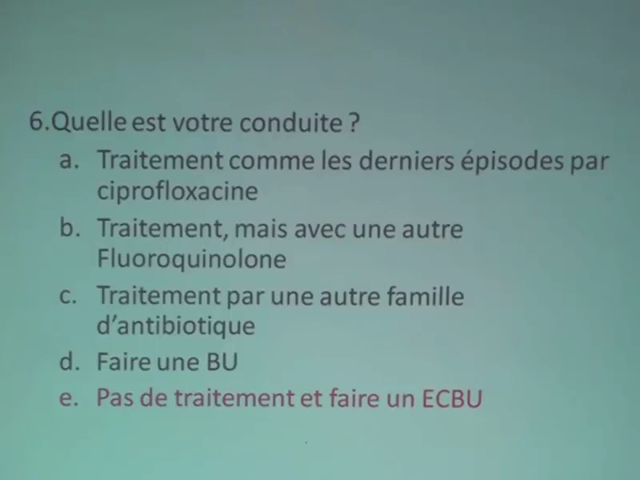 6.Quelle est votre conduite ?
a. Traitement comme les derniers épisodes par
ciprofloxacine
b. Traitement, mais avec une autre
Fluoroquinolone
c. Traitement par une autre famille
d'antibiotique
d. Faire une BU
e. Pas de traitement et faire un ECBU